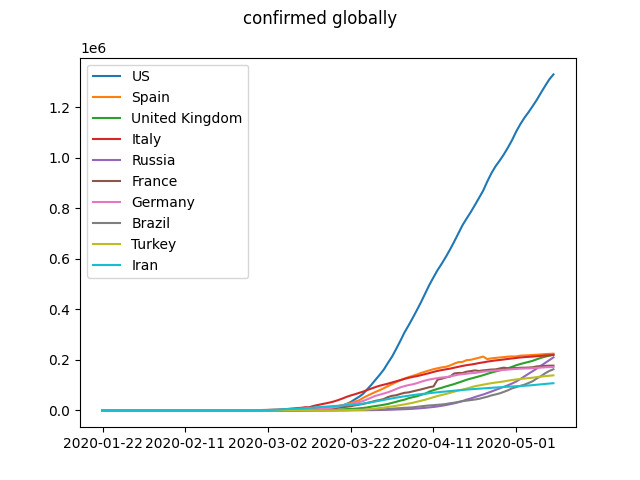 confirmed globally
1e6
1.2
1.0
0.8
0.6
0.4
0.2
0.0
US
Spain
United Kingdom
Italy
Russia
France
Germany
Brazil
Turkey
Iran
2020-01-22 2020-02-11 2020-03-02 2020-03-22 2020-04-11 2020-05-01